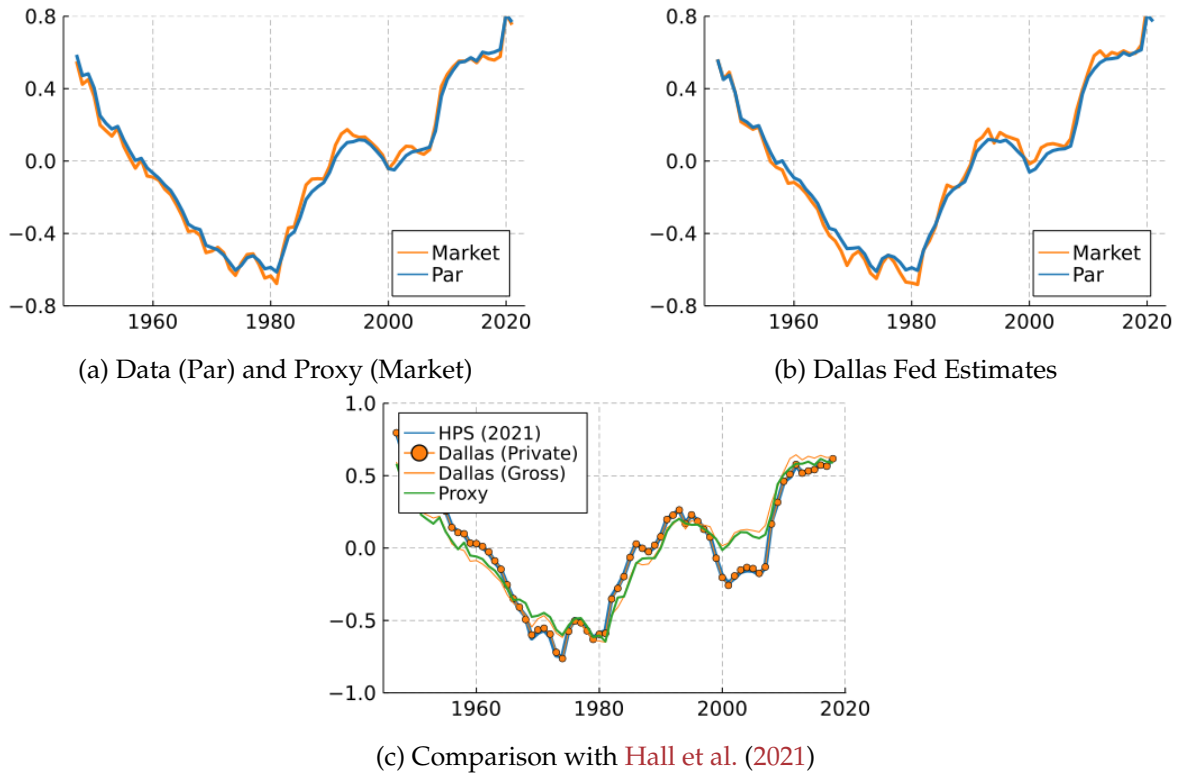 0.8
0.4
0.0
−0.4
−0.8
1960 1980 2000 2020
Market
Par
(a) Data (Par) and Proxy (Market)
0.8
0.4
0.0
−0.4
−0.8
1960 1980 2000 2020
Market
Par
(b) Dallas Fed Estimates
1.0
0.5
0.0
−0.5
−1.0
1960 1980 2000 2020
HPS (2021)
Dallas (Private)
Dallas (Gross)
Proxy
(c) Comparison with Hall et al. (2021)